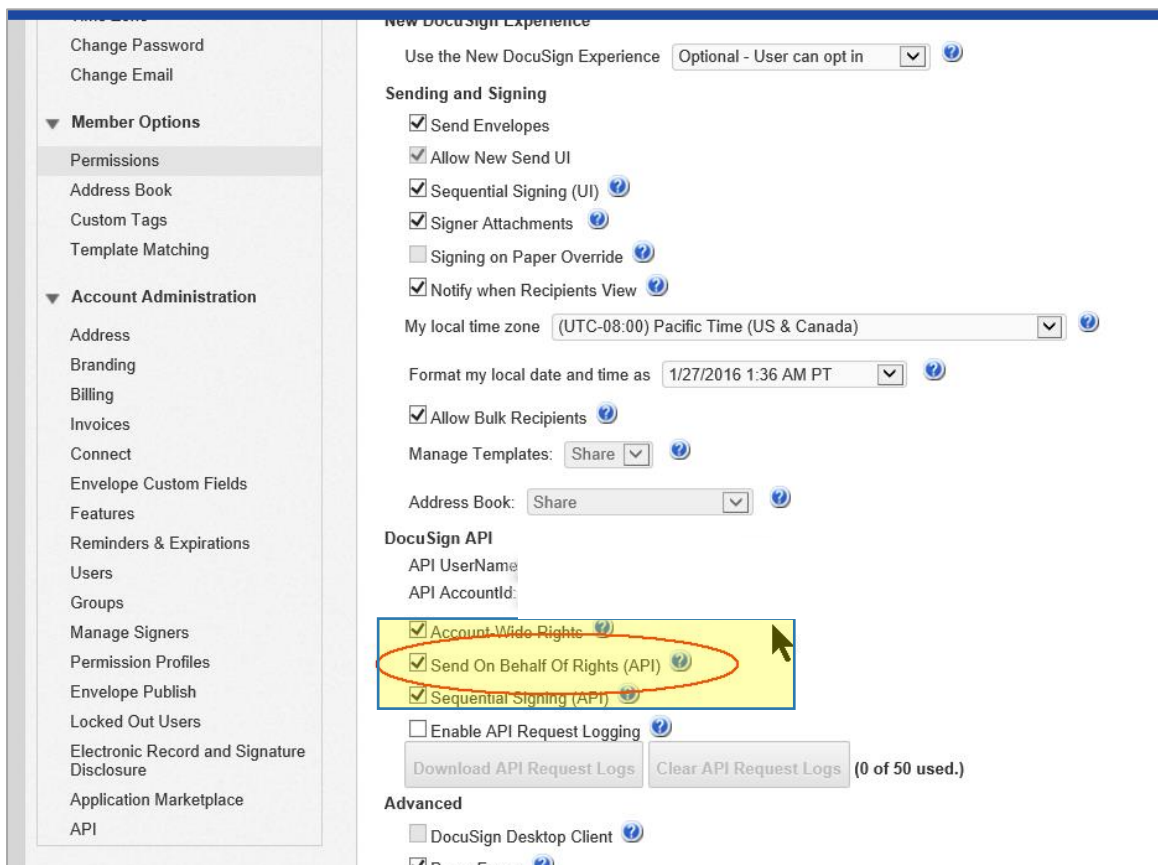 Time Zone
Change Password
Change Email
Member Options
Permissions
Address Book
Custom Tags
Template Matching
Account Administration
Address
Branding
Billing
Invoices
Connect
Envelope Custom Fields
Features
Reminders & Expirations
Users
Groups
Manage Signers
Permission Profiles
Envelope Publish
Locked Out Users
Electronic Record and Signature
Disclosure
Application Marketplace
API
New DocuSign Experience
Use the New DocuSign Experience Optional - User can opt in
Sending and Signing
Send Envelopes
Allow New Send UI
Sequential Signing (UI)
Signer Attachments
Signing on Paper Override
Notify when Recipients View
My local time zone (UTC-08:00) Pacific Time (US & Canada)
Format my local date and time as 1/27/2016 1:36 AM PT
Allow Bulk Recipients
Manage Templates: Share
Address Book: Share
DocuSign API
API UserName
API AccountId:
Account-Wide Rights
Send On Behalf Of Rights (API)
Sequential Signing (API)
Enable API Request Logging
Download API Request Logs Clear API Request Logs (0 of 50 used.)
Advanced
DocuSign Desktop Client